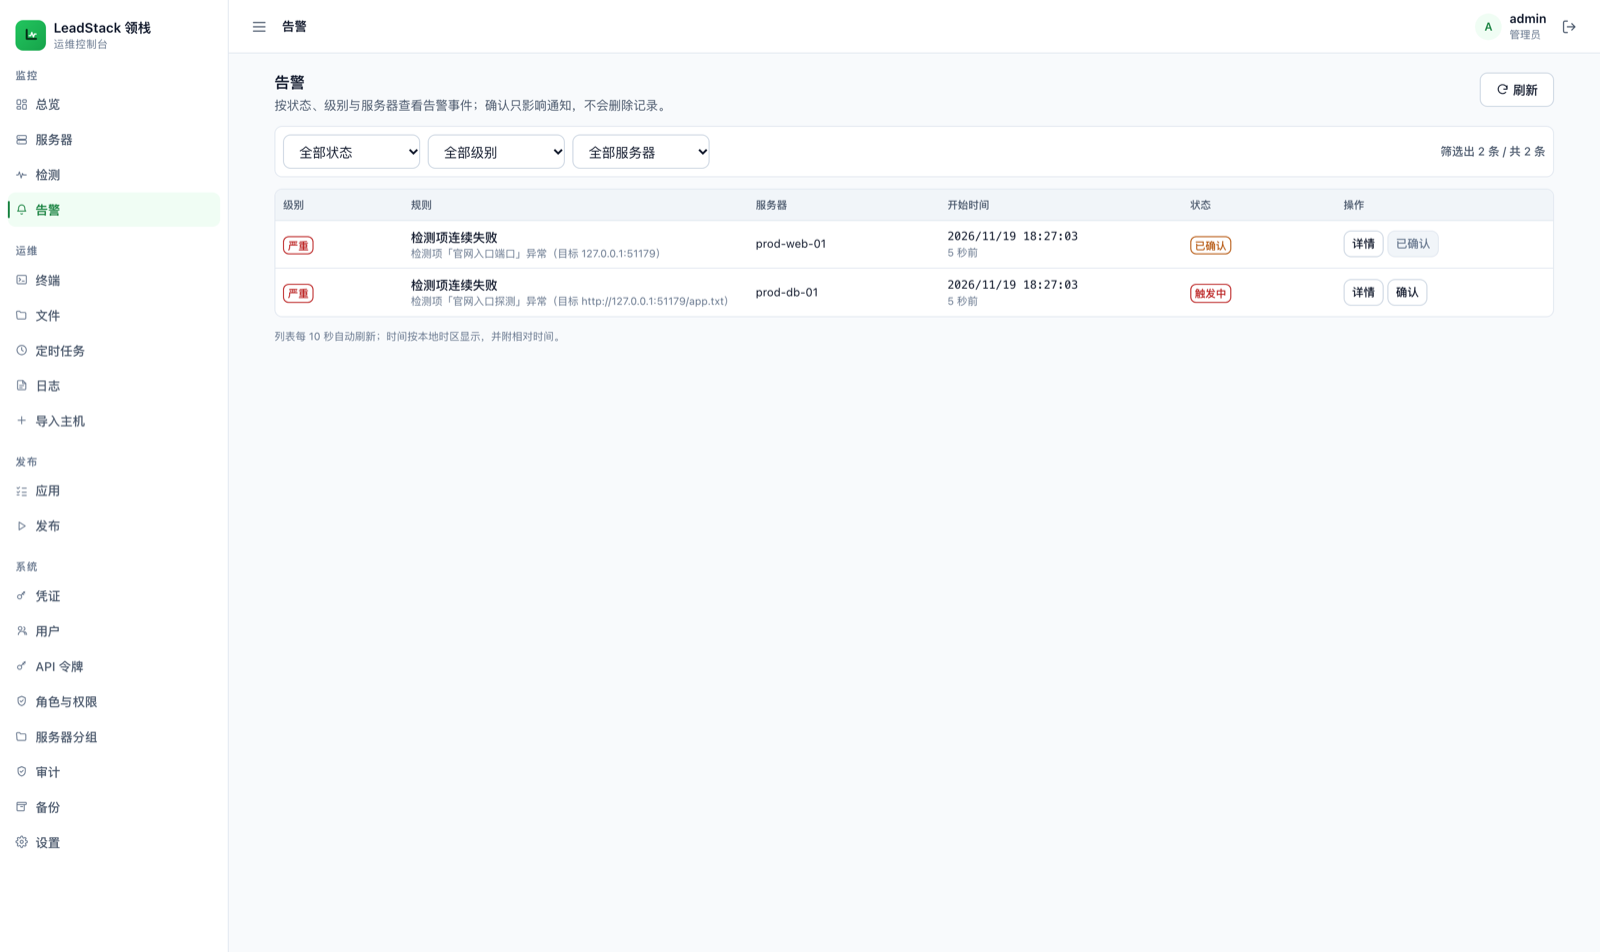 LeadStack 领栈
运维控制台
监控
总览
服务器
检测
告警
运维
终端
文件
定时任务
日志
导入主机
发布
应用
发布
系统
凭证
用户
API 令牌
角色与权限
服务器分组
审计
备份
设置
告警
A
admin
管理员
告警
按状态、级别与服务器查看告警事件；确认只影响通知，不会删除记录。
刷新
全部状态 全部级别 全部服务器 筛选出 2 条 / 共 2 条
级别 规则 服务器 开始时间 状态 操作
严重 检测项连续失败 prod-web-01 2026/11/19 18:27:03 已确认 详情 已确认
检测项「官网入口端口」异常（目标 127.0.0.1:51179） 5 秒前
严重 检测项连续失败 prod-db-01 2026/11/19 18:27:03 触发中 详情 确认
检测项「官网入口探测」异常（目标 http://127.0.0.1:51179/app.txt） 5 秒前
列表每 10 秒自动刷新；时间按本地时区显示，并附相对时间。